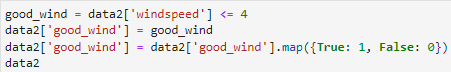 good_wind = data2['windspeed'] <= 4
data2['good_wind'] = good_wind
data2['good_wind'] = data2['good_wind'].map({True: 1, False: 0})
data2